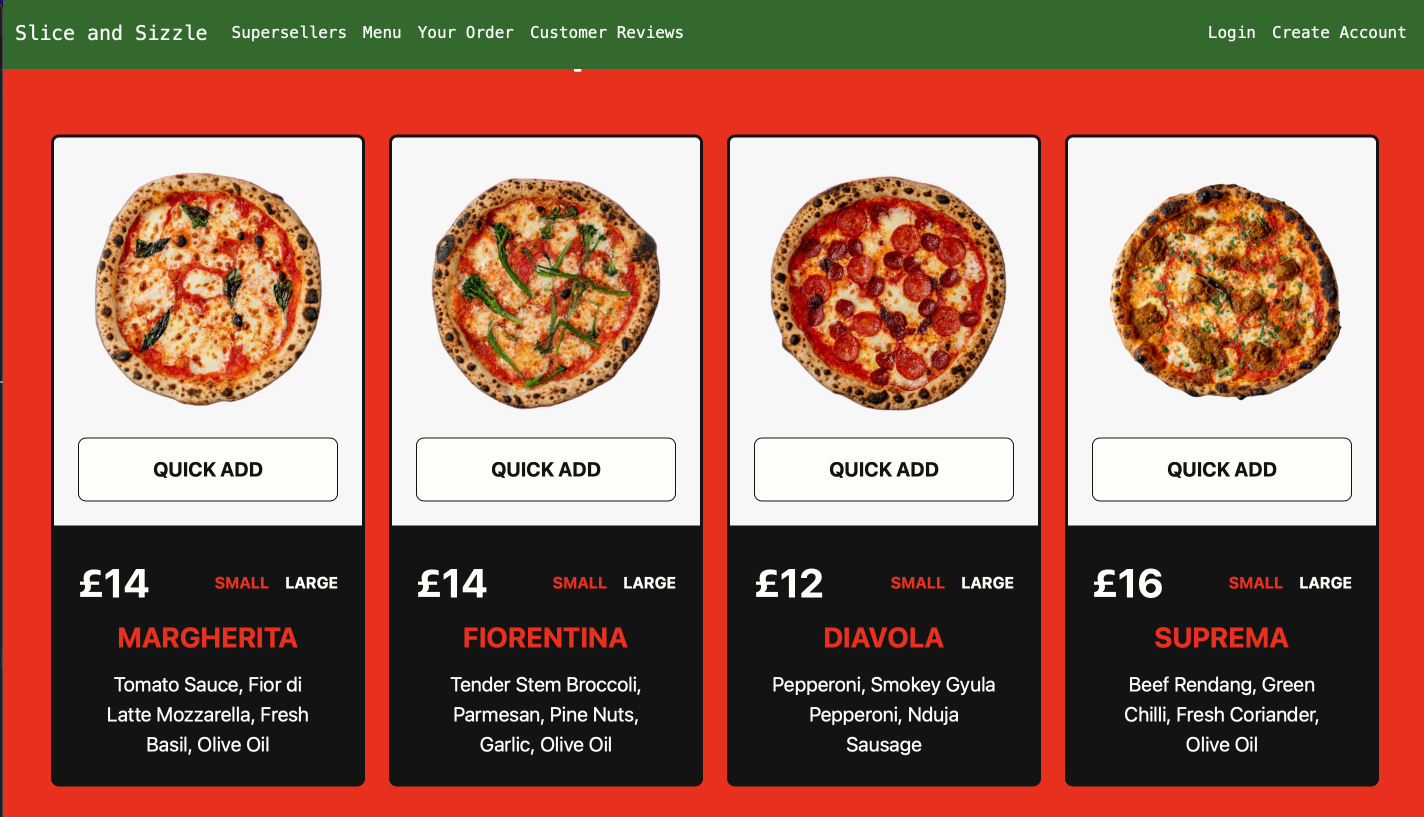 Slice and Sizzle Supersellers Menu Your Order Customer Reviews Login Create Account
QUICK ADD QUICK ADD QUICK ADD QUICK ADD
£14 SMALL LARGE £14 SMALL LARGE £12 SMALL LARGE £16 SMALL LARGE
MARGHERITA FIORENTINA DIAVOLA SUPREMA
Tomato Sauce, Fior di Tender Stem Broccoli, Pepperoni, Smokey Gyula Beef Rendang, Green
Latte Mozzarella, Fresh Parmesan, Pine Nuts, Pepperoni, Nduja Chilli, Fresh Coriander,
Basil, Olive Oil Garlic, Olive Oil Sausage Olive Oil